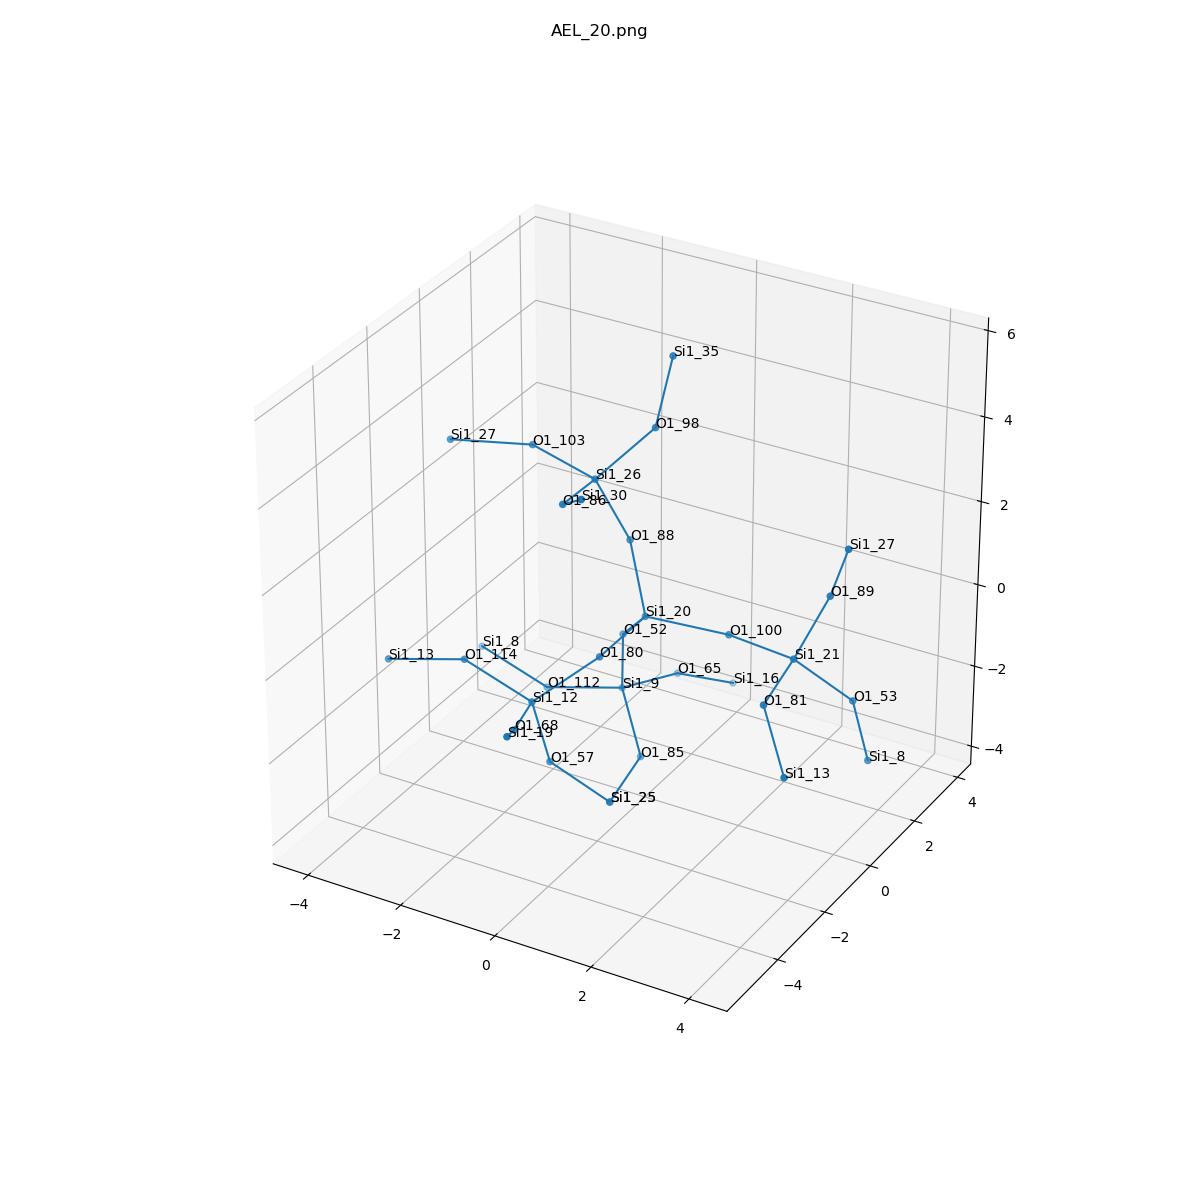 AEL_20.png
Si1_35
Si1_27
O1_103
O1_98
Si1_26
Si1_30
O1_86
O1_88
Si1_27
O1_89
Si1_20
O1_52
O1_100
Si1_8
Si1_13
O1_114
O1_80
Si1_21
O1_65
Si1_16
O1_112
Si1_9
Si1_12
O1_81
O1_53
O1_68
Si1_19
O1_57
O1_85
Si1_8
Si1_13
Si1_25
6
4
2
0
−2
−4
4
2
0
−2
−4
−4
−2
0
2
4